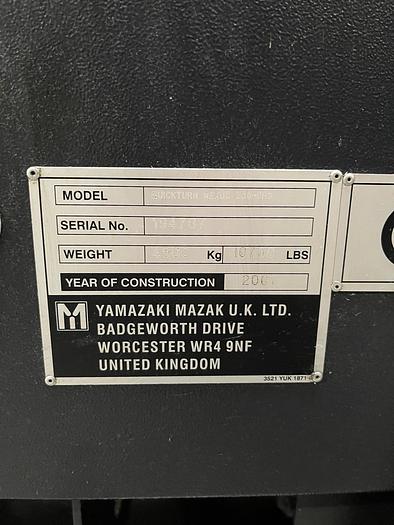 MODEL
SERIAL No.
WEIGHT Kg LBS
YEAR OF CONSTRUCTION
M YAMAZAKI MAZAK U.K. LTD.
BADGEWORTH DRIVE
WORCESTER WR4 9NF
UNITED KINGDOM
3521 YUK 1871